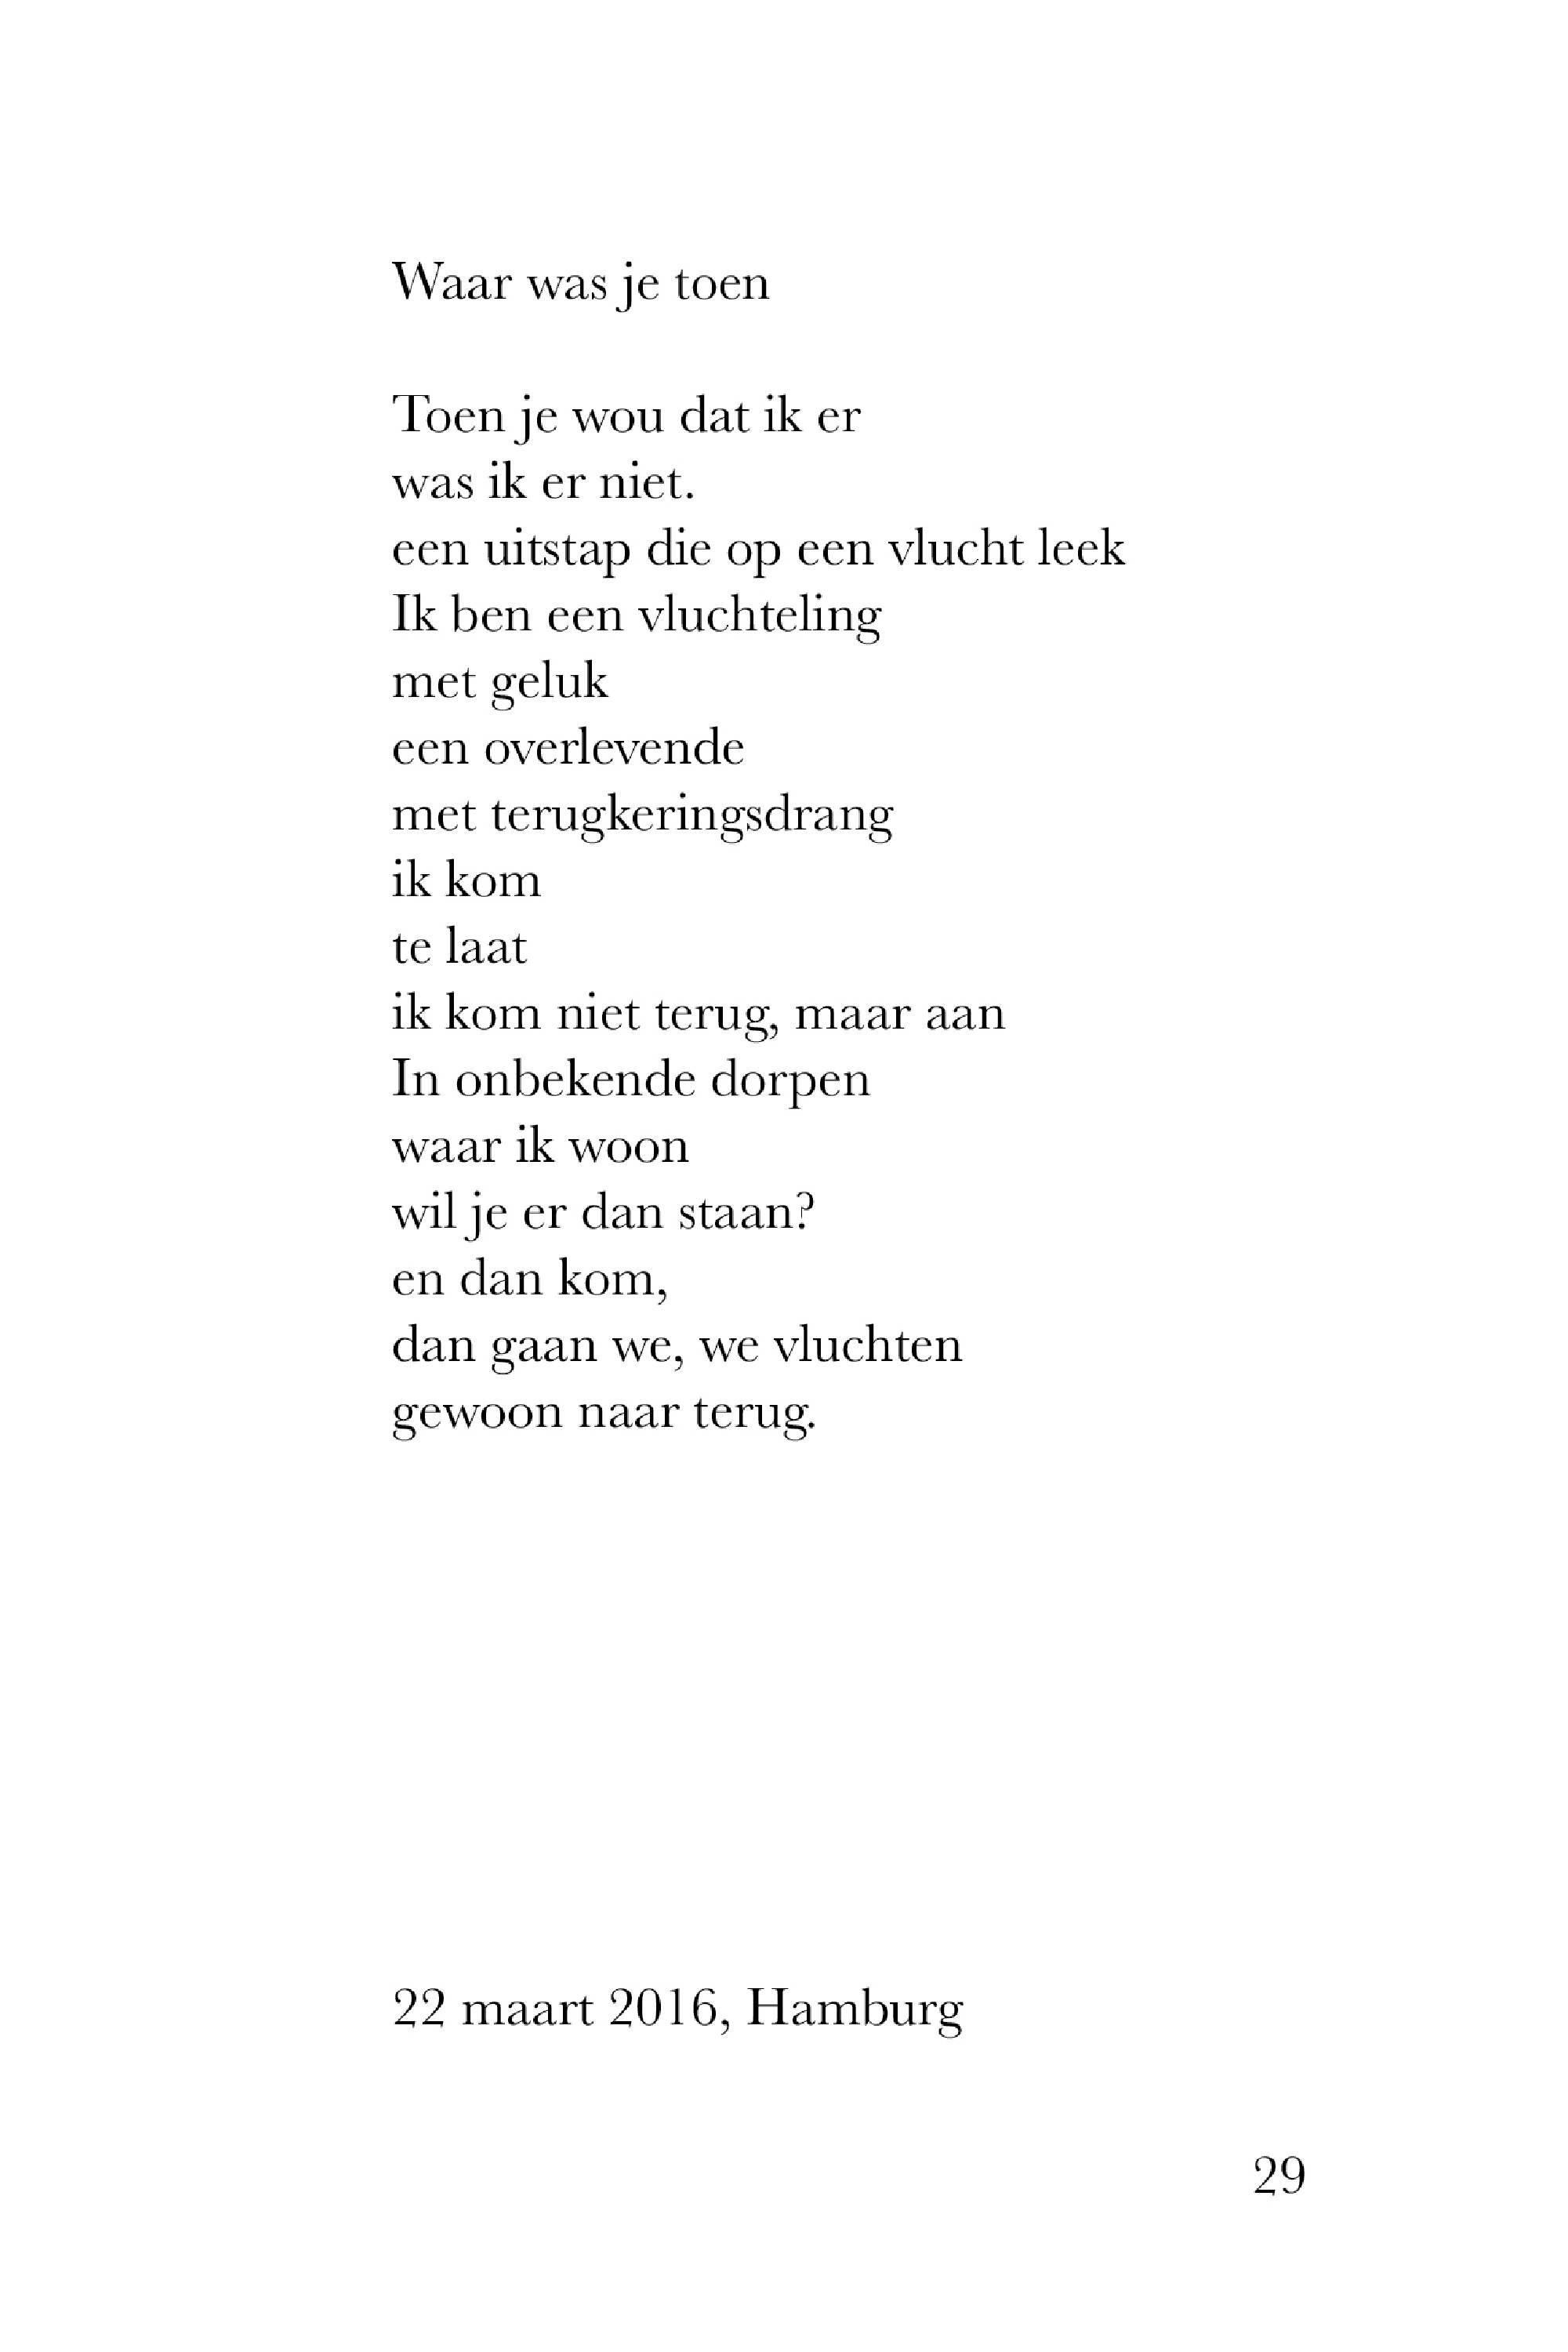 Waar was je toen
Toen je wou dat ik er
was ik er niet.
een uitstap die op een vlucht leek
Ik ben een vluchteling
met geluk
een overlevende
met terugkeringsdrang
ik kom
te laat
ik kom niet terug, maar aan
In onbekende dorpen
waar ik woon
wil je er dan staan?
en dan kom,
dan gaan we, we vluchten
gewoon naar terug.
22 maart 2016, Hamburg
29